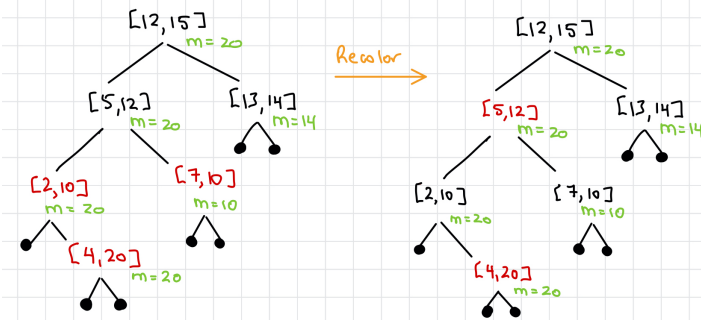 [12,15]
m=20
[5,12]
m=20
[13,14]
m=14
[2,10]
m=20
[7,10]
m=10
[4,20]
m=20
Recolor
[12,15]
m=20
[5,12]
m=20
[13,14]
m=14
[2,10]
m=20
[7,10]
m=10
[4,20]
m=20